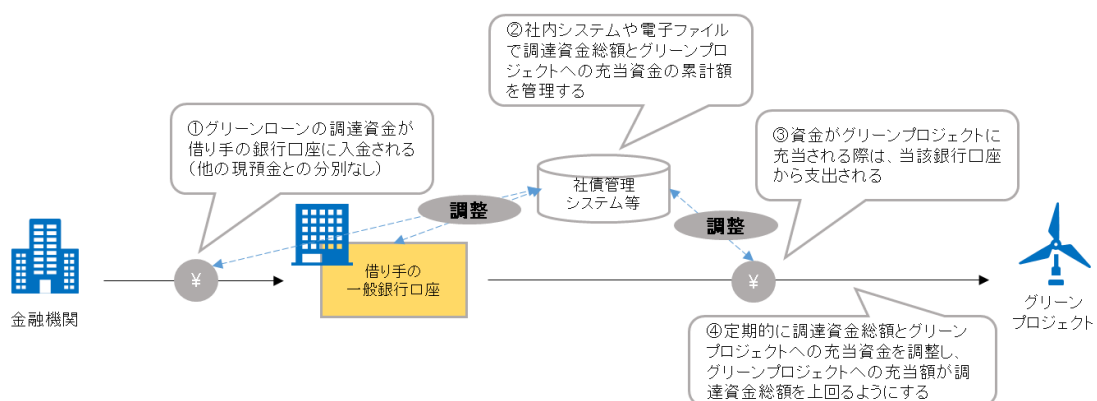 ②社内システムや電子ファイル
で調達資金総額とグリーンプロ
ジェクトへの充当資金の累計額
を管理する
①グリーンローンの調達資金が
借り手の銀行口座に入金される
（他の現預金との分別なし）
③資金がグリーンプロジェクトに
充当される際は、当該銀行口座
から支出される
社債管理
システム等
調整
調整
¥
借り手の
一般銀行口座
¥
金融機関
グリーン
プロジェクト
④定期的に調達資金総額とグリーン
プロジェクトへの充当資金を調整し、
グリーンプロジェクトへの充当額が調
達資金総額を上回るようにする